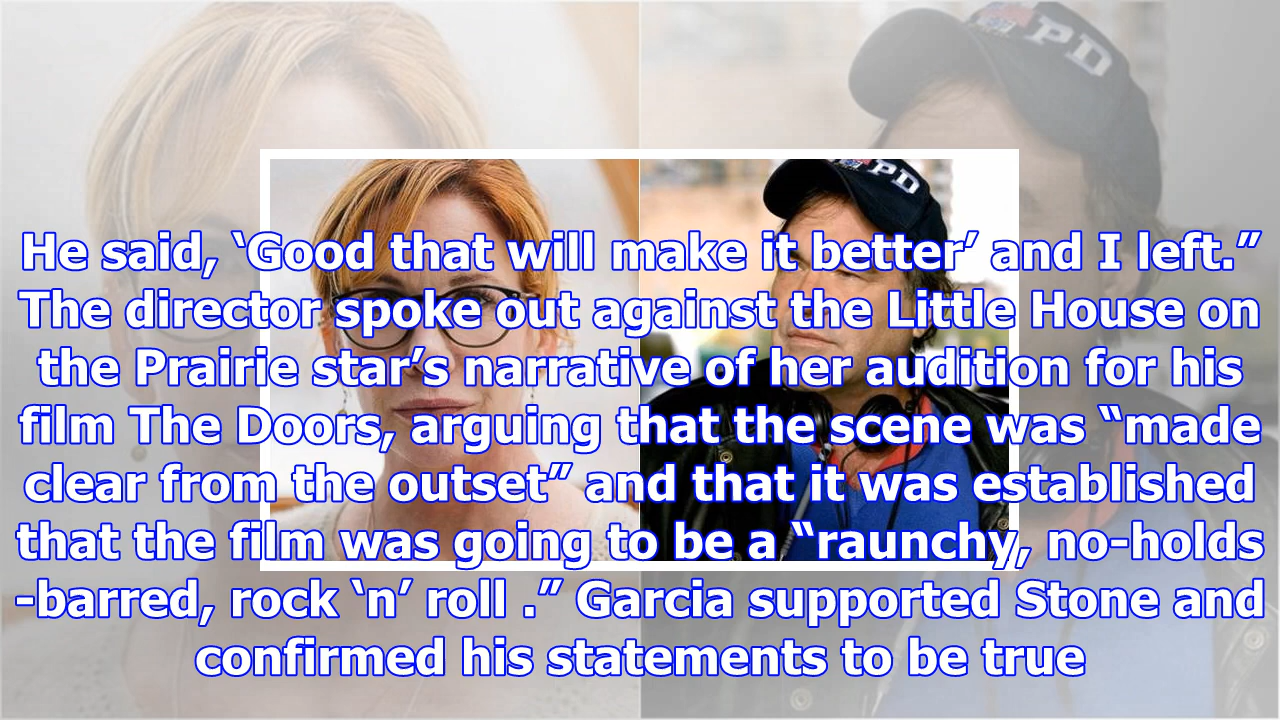 PD
PD
He said, ‘Good that will make it better’ and I left.”
The director spoke out against the Little House on
the Prairie star’s narrative of her audition for his
film The Doors, arguing that the scene was “made
clear from the outset” and that it was established
that the film was going to be a “raunchy, no-holds
-barred, rock ‘n’ roll .” Garcia supported Stone and
confirmed his statements to be true